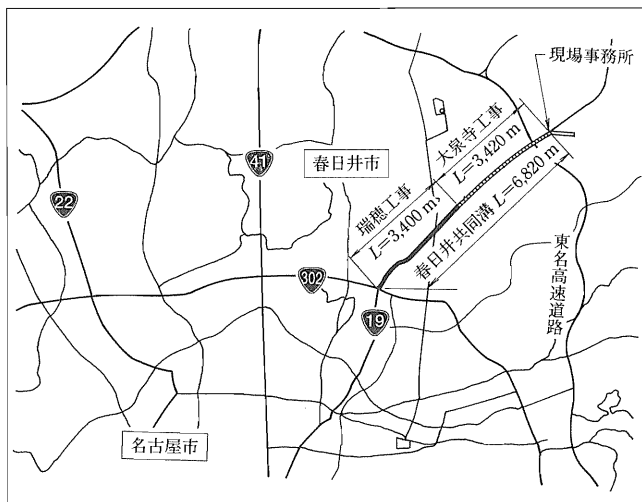 現場事務所
大泉寺工事
L=3,420 m
41
春日井市
瑞穂工事
L=3,400 m
春日井共同溝 L=6,820 m
22
東名高速道路
302
19
名古屋市